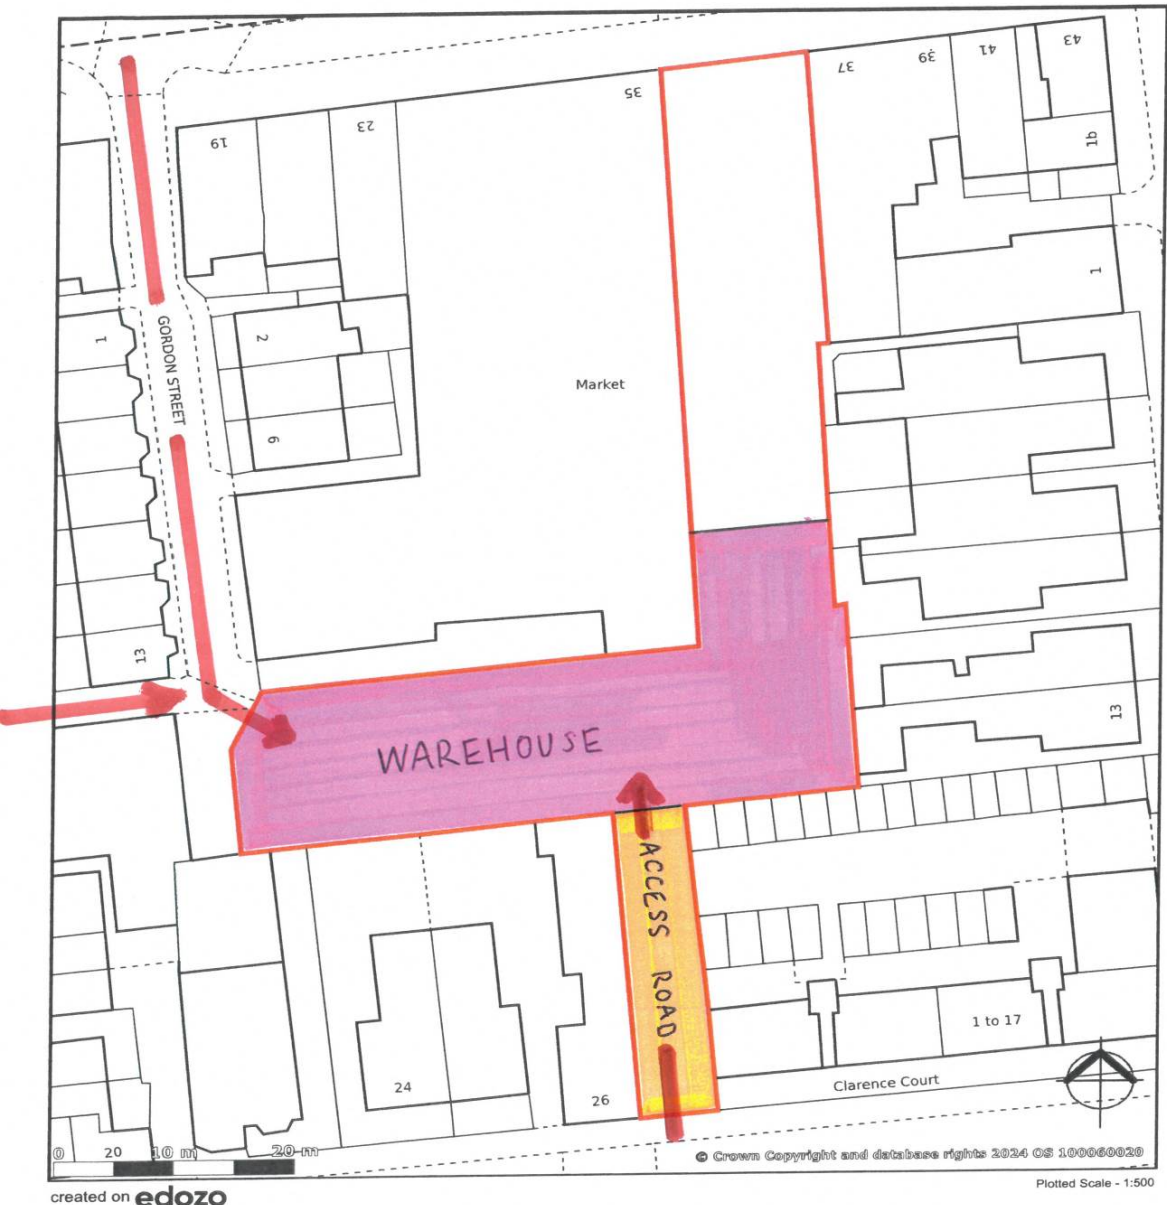 43
41
39
37
35
23
19
1b
1
2
1
GORDON STREET
Market
6
13
13
WAREHOUSE
ACCESS ROAD
1 to 17
Clarence Court
24
26
0 20 10 m 20 m
© Crown Copyright and database rights 2024 OS 100060020
Plotted Scale - 1:500
created on edozo